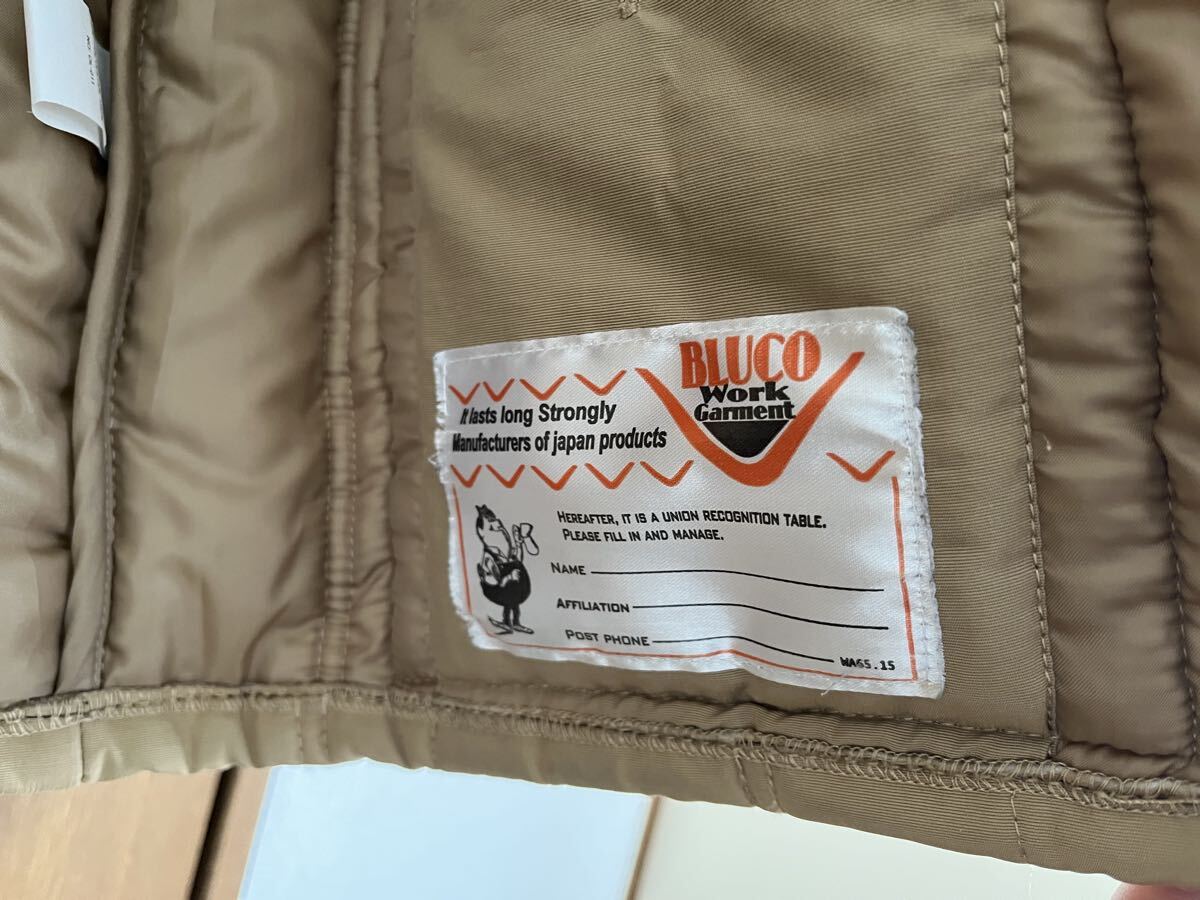 BLUCO
Work
Garment
It lasts long Strongly
Manufacturers of japan products
HEREAFTER, IT IS A UNION RECOGNITION TABLE.
PLEASE FILL IN AND MANAGE.
NAME
AFFILIATION
POST PHONE
WA65.15